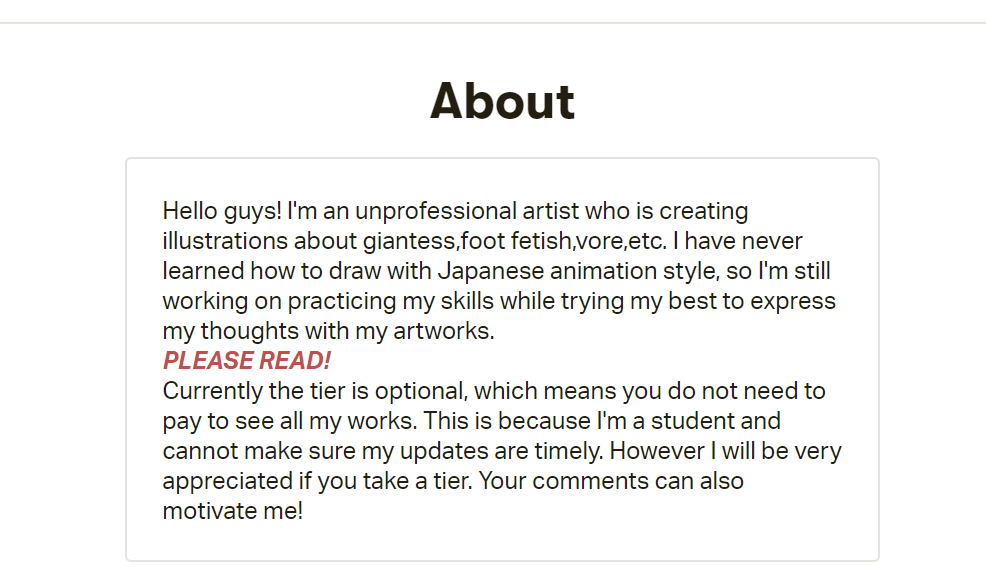 About
Hello guys! I'm an unprofessional artist who is creating
illustrations about giantess,foot fetish,vore,etc. I have never
learned how to draw with Japanese animation style, so I'm still
working on practicing my skills while trying my best to express
my thoughts with my artworks.
PLEASE READ!
Currently the tier is optional, which means you do not need to
pay to see all my works. This is because I'm a student and
cannot make sure my updates are timely. However I will be very
appreciated if you take a tier. Your comments can also
motivate me!